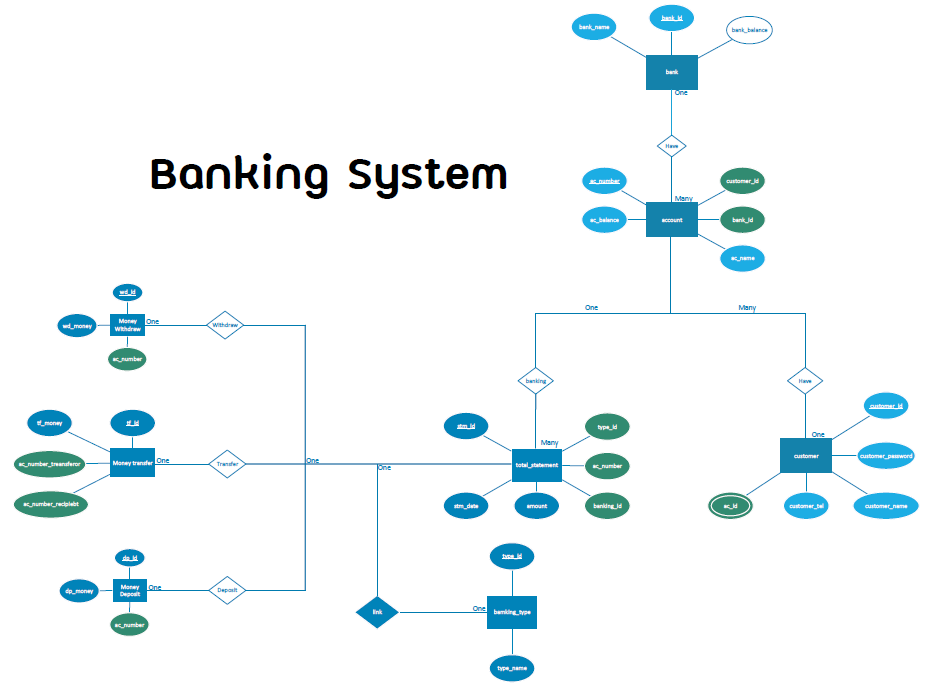 bank_id
bank_name
bank_balance
bank
One
Have
Banking System
Many
ac_number
customer_id
ac_balance
account
bank_id
ac_name
One
Many
wd_id
wd_money
Money
Withdraw
One
Withdraw
ac_number
banking
Have
tf_money
tf_id
ac_number_treansferor
Money transfer
One
Transfer
One
One
ac_number_recipiebt
stm_id
type_id
Many
total_statement
ac_number
stm_date
amount
banking_id
customer_id
One
customer
customer_password
ac_id
customer_tel
customer_name
dp_id
dp_money
Money
Deposit
One
Deposit
ac_number
type_id
link
One
bamking_type
type_name